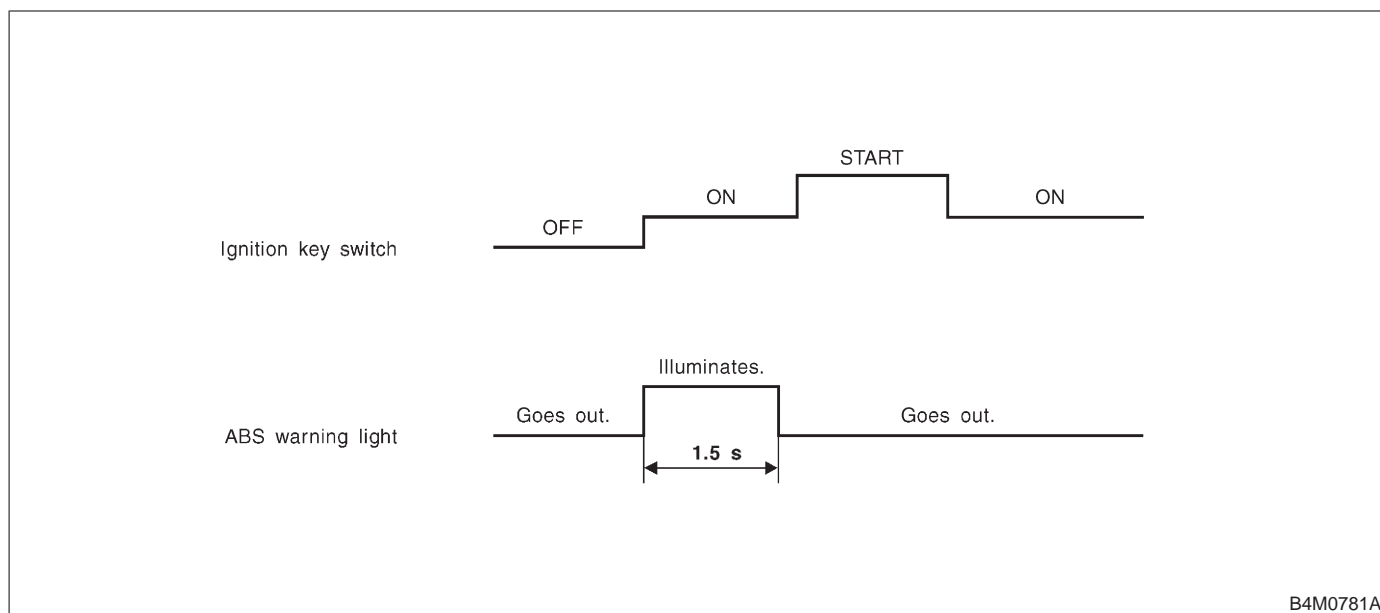 START
ON
ON
OFF
Ignition key switch
Illuminates.
Goes out.
Goes out.
ABS warning light
1.5 s
B4M0781A